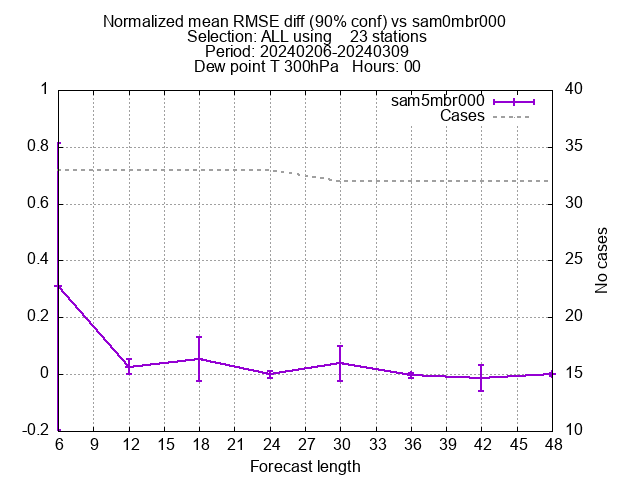 Normalized mean RMSE diff (90% conf) vs sam0mbr000
Selection: ALL using    23 stations
Period: 20240206-20240309
Dew point T 300hPa   Hours: 00
sam5mbr000
Cases
1
0.8
0.6
0.4
0.2
0
-0.2
40
35
30
25
20
15
10
No cases
6 9 12 15 18 21 24 27 30 33 36 39 42 45 48
Forecast length